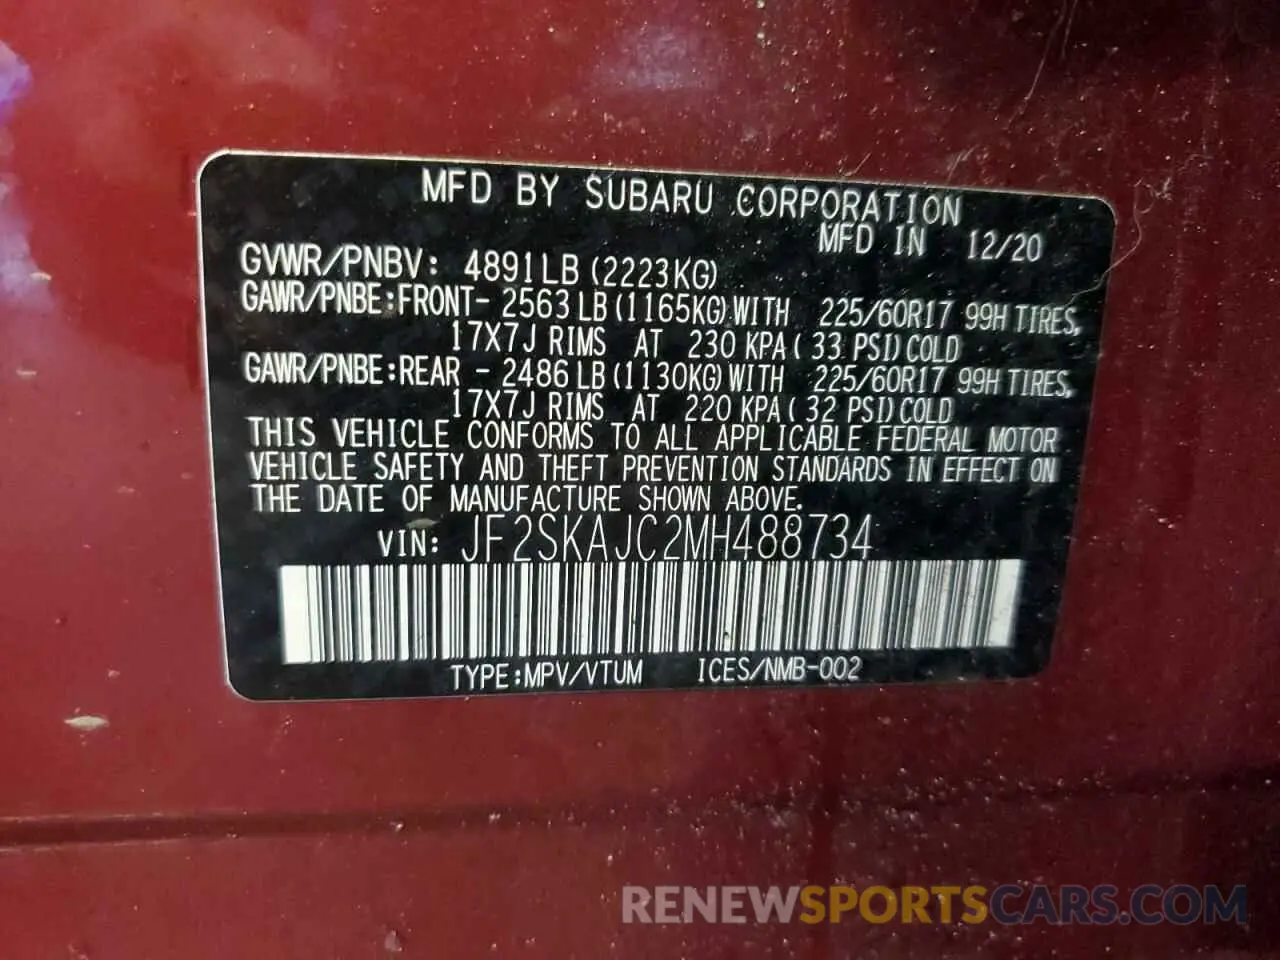 MFD BY SUBARU CORPORATION
MFD IN 12/20
GVWR/PNBV: 4891LB (2223KG)
GAWR/PNBE:FRONT- 2563 LB (1165KG) WITH 225/60R17 99H TIRES,
17X7J RIMS AT 230 KPA ( 33 PSI) COLD
GAWR/PNBE:REAR - 2486 LB (1130KG) WITH 225/60R17 99H TIRES,
17X7J RIMS AT 220 KPA ( 32 PSI) COLD
THIS VEHICLE CONFORMS TO ALL APPLICABLE FEDERAL MOTOR
VEHICLE SAFETY AND THEFT PREVENTION STANDARDS IN EFFECT ON
THE DATE OF MANUFACTURE SHOWN ABOVE.
VIN: JF2SKAJC2MH488734
TYPE:MPV/VTUM ICES/NMB-002
RENEWSPORTSCARS.COM